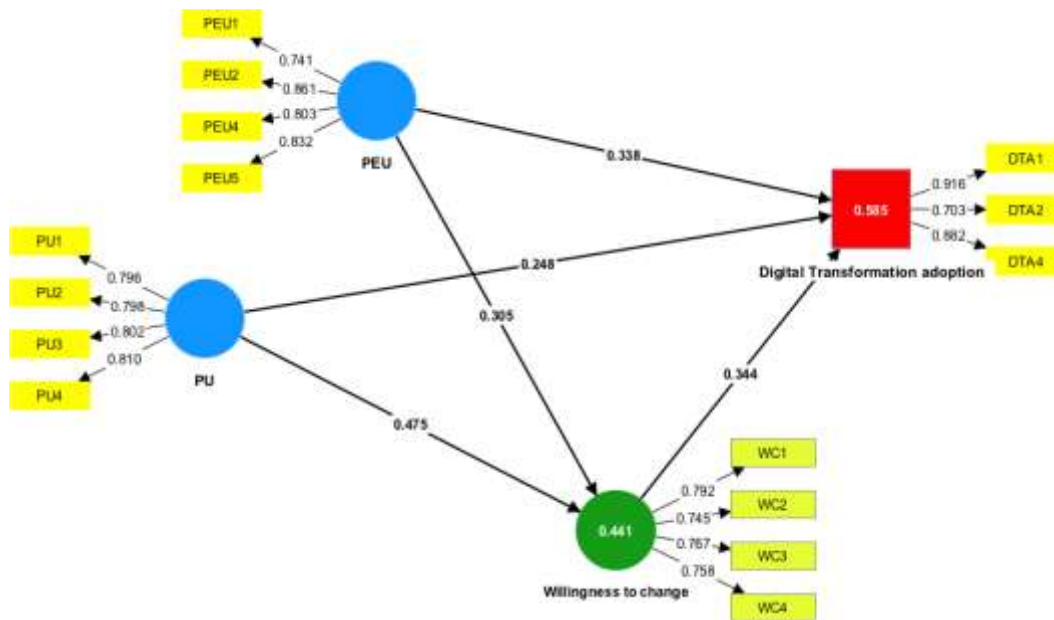 PEU1
0.741
PEU2
0.861
PEU4
0.803
PEU5
0.832
PEU
0.338
0.585
DTA1
0.916
DTA2
0.703
DTA4
0.882
Digital Transformation adoption
PU1
0.796
PU2
0.798
PU3
0.802
PU4
0.810
PU
0.248
0.305
0.344
0.475
0.441
Willingness to change
WC1
0.792
WC2
0.745
WC3
0.767
WC4
0.758